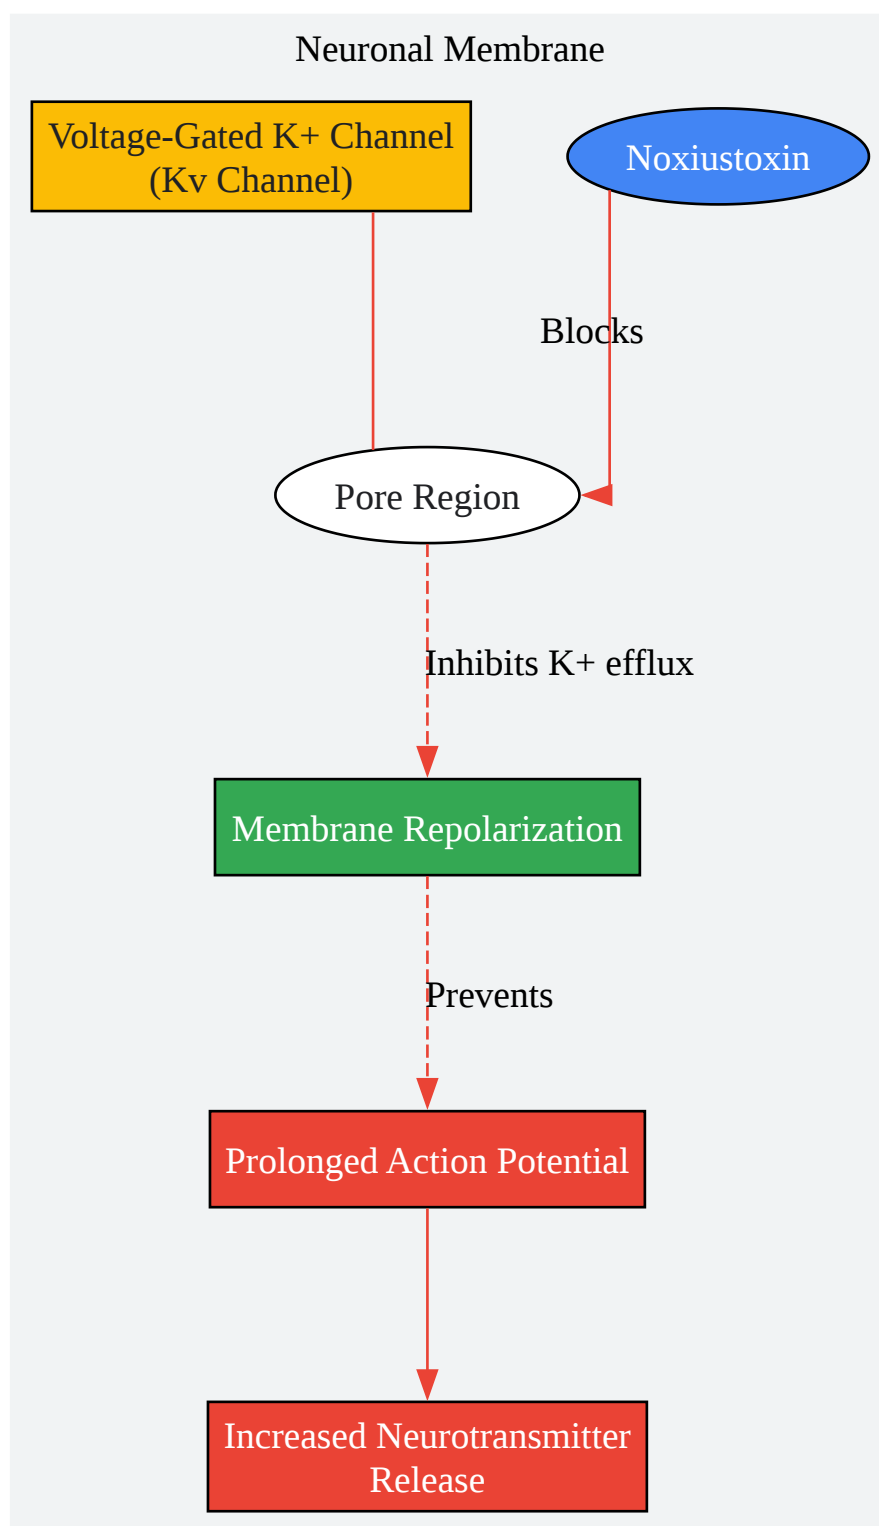 Neuronal Membrane
Voltage-Gated K+ Channel
(Kv Channel)
Noxiustoxin
Blocks
Pore Region
Inhibits K+ efflux
Membrane Repolarization
Prevents
Prolonged Action Potential
Increased Neurotransmitter
Release